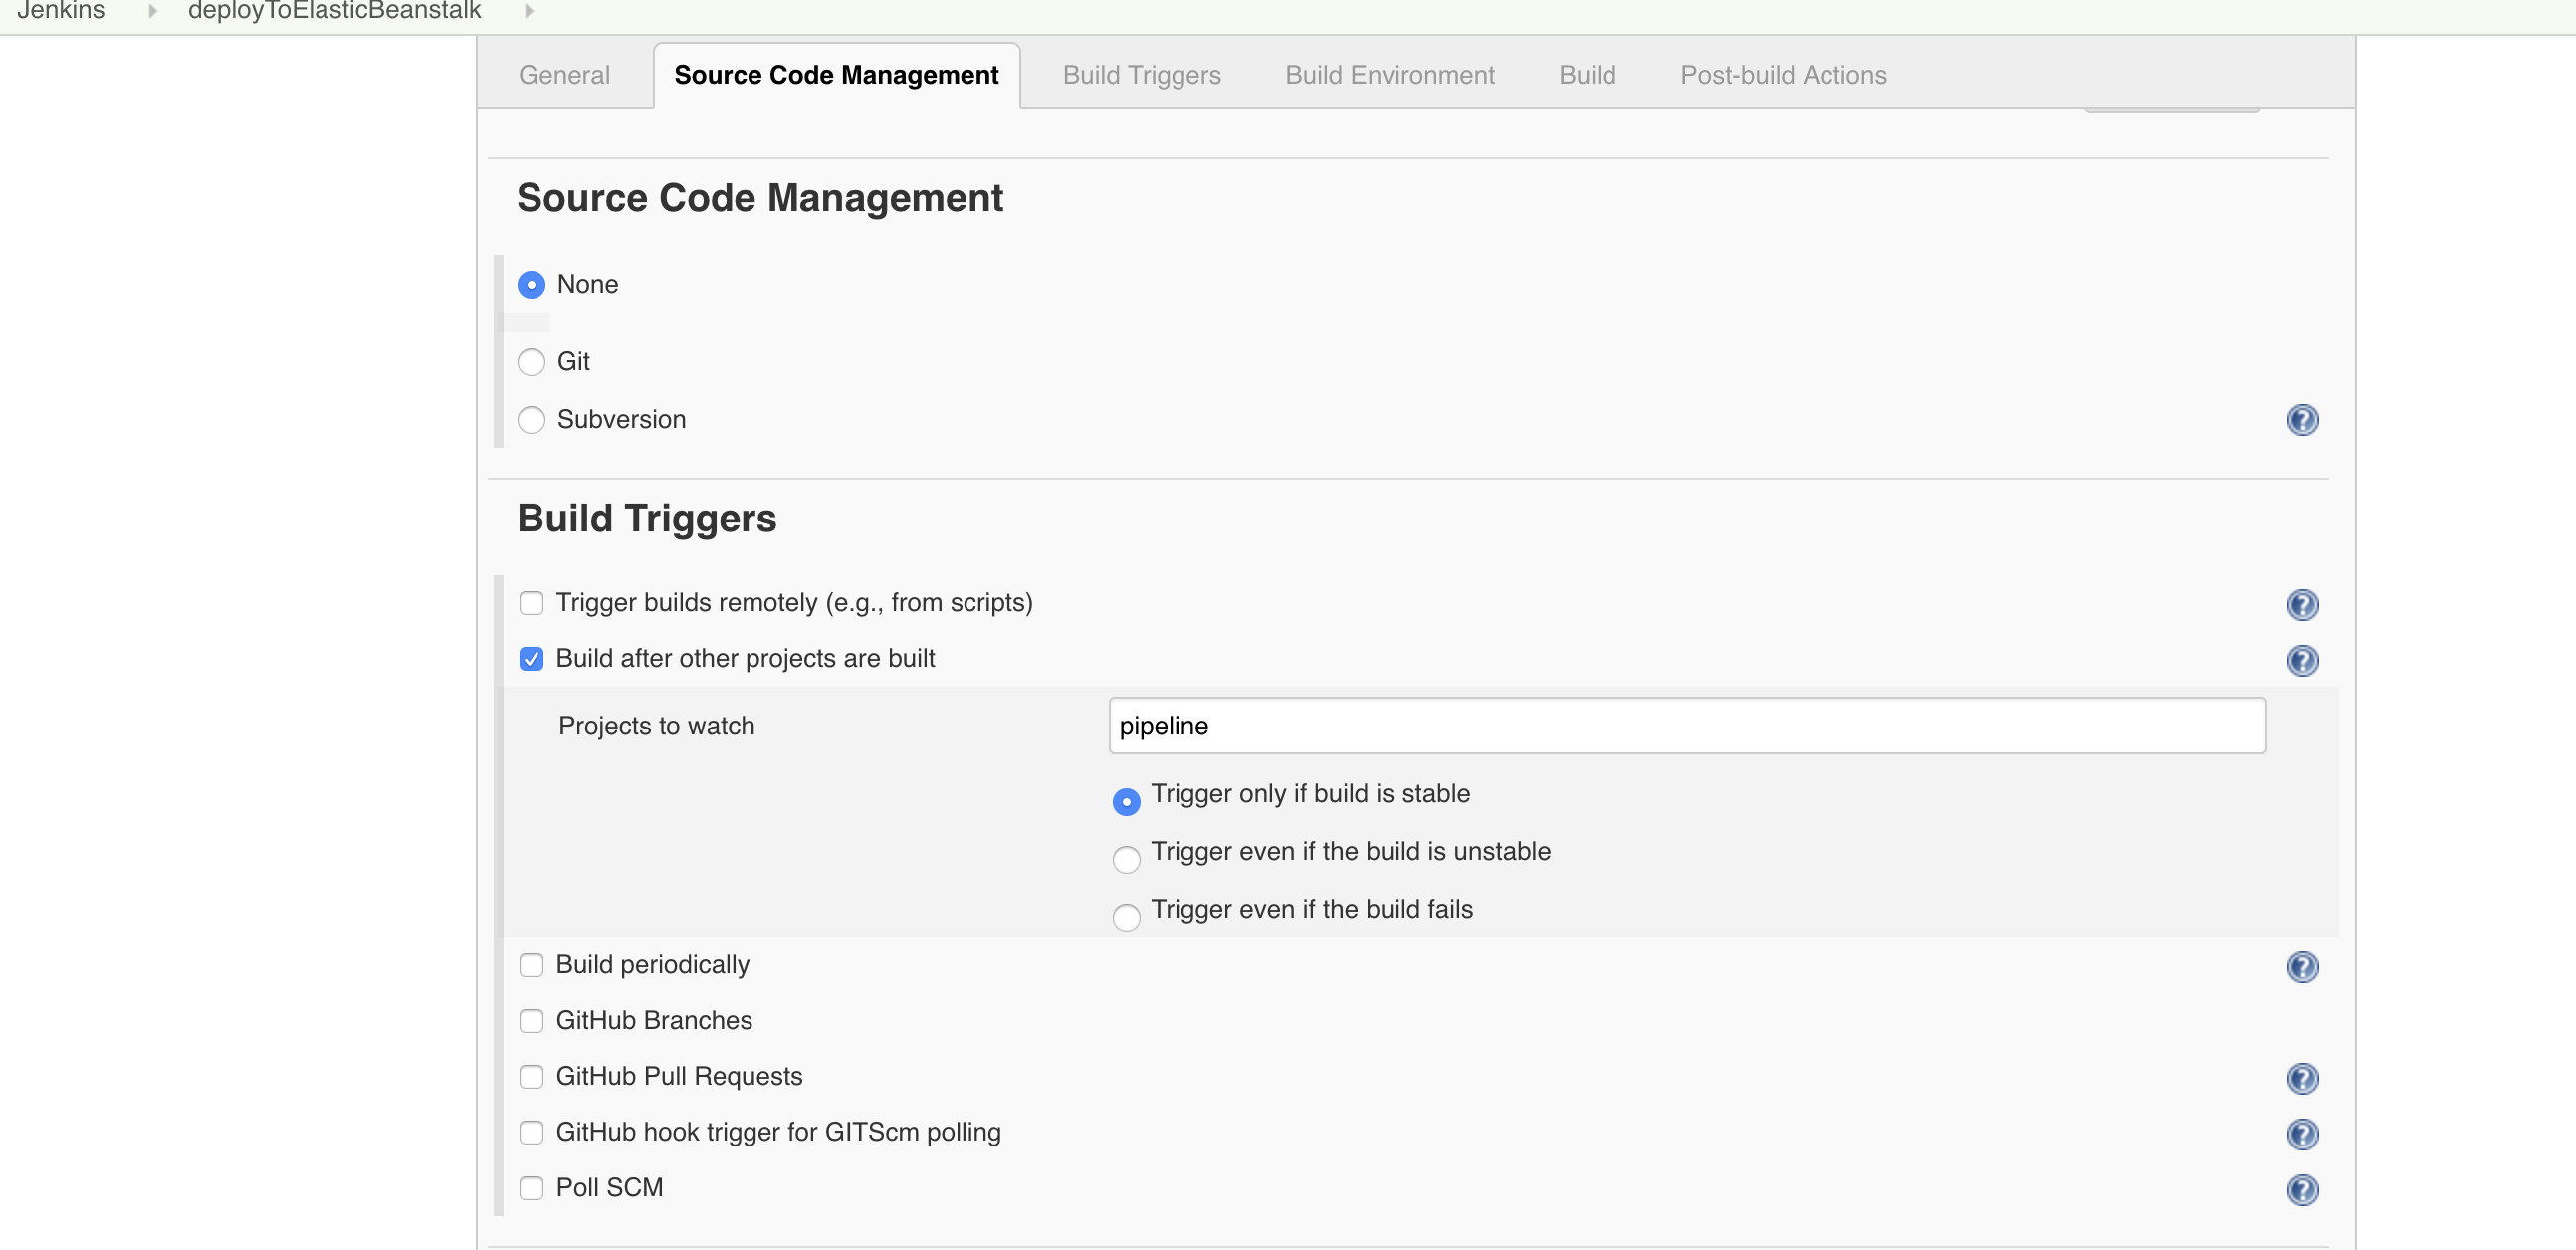 Jenkins deployToElasticBeanstalk
General Source Code Management Build Triggers Build Environment Build Post-build Actions
Source Code Management
None
Git
Subversion
?
Build Triggers
Trigger builds remotely (e.g., from scripts)
?
Build after other projects are built
?
Projects to watch pipeline
Trigger only if build is stable
Trigger even if the build is unstable
Trigger even if the build fails
Build periodically
?
GitHub Branches
GitHub Pull Requests
?
GitHub hook trigger for GITScm polling
?
Poll SCM
?